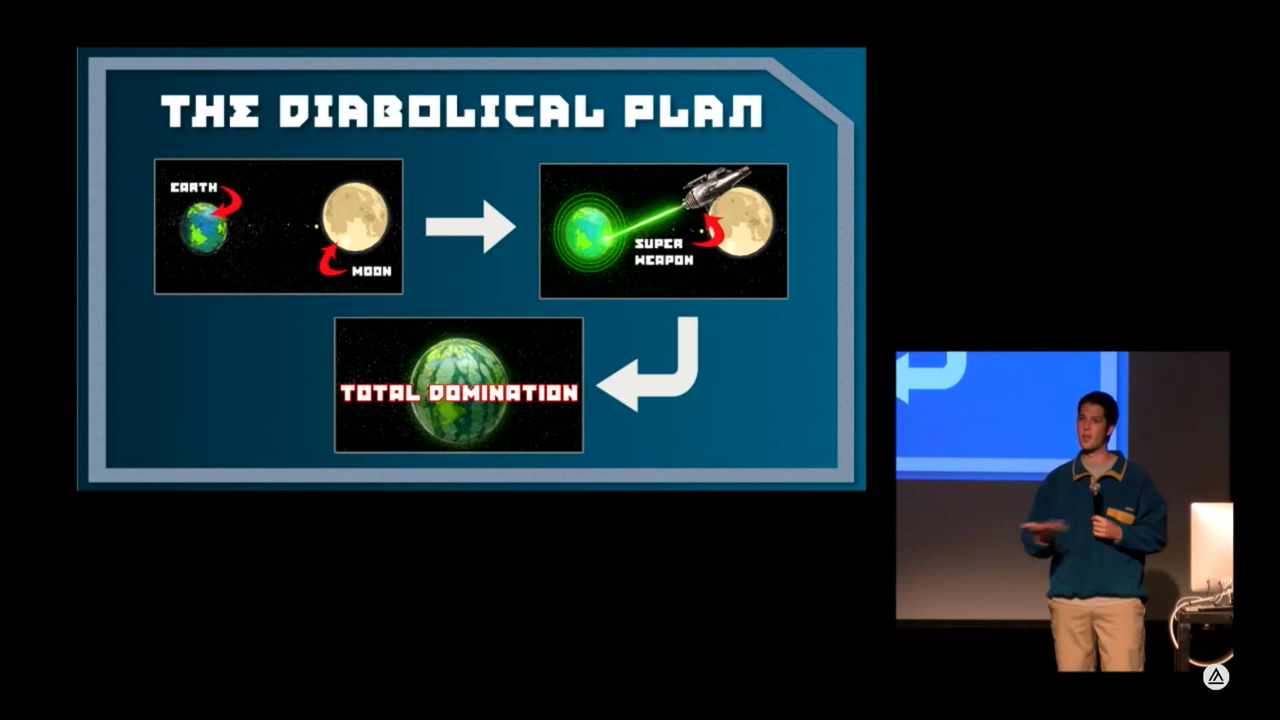 THE DIABOLICAL PLAN
EARTH
MOON
SUPER
WEAPON
TOTAL DOMINATION